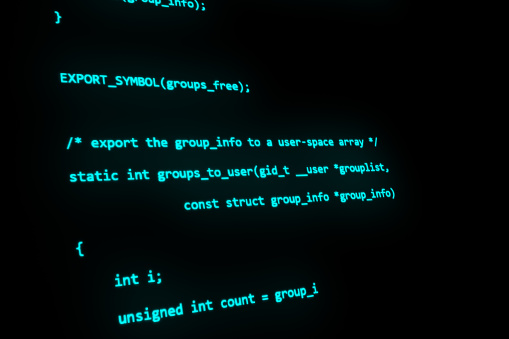 (group_info);
}
EXPORT_SYMBOL(groups_free);
/* export the group_info to a user-space array */
static int groups_to_user(gid_t __user *grouplist,
const struct group_info *group_info)
{
int i;
unsigned int count = group_i